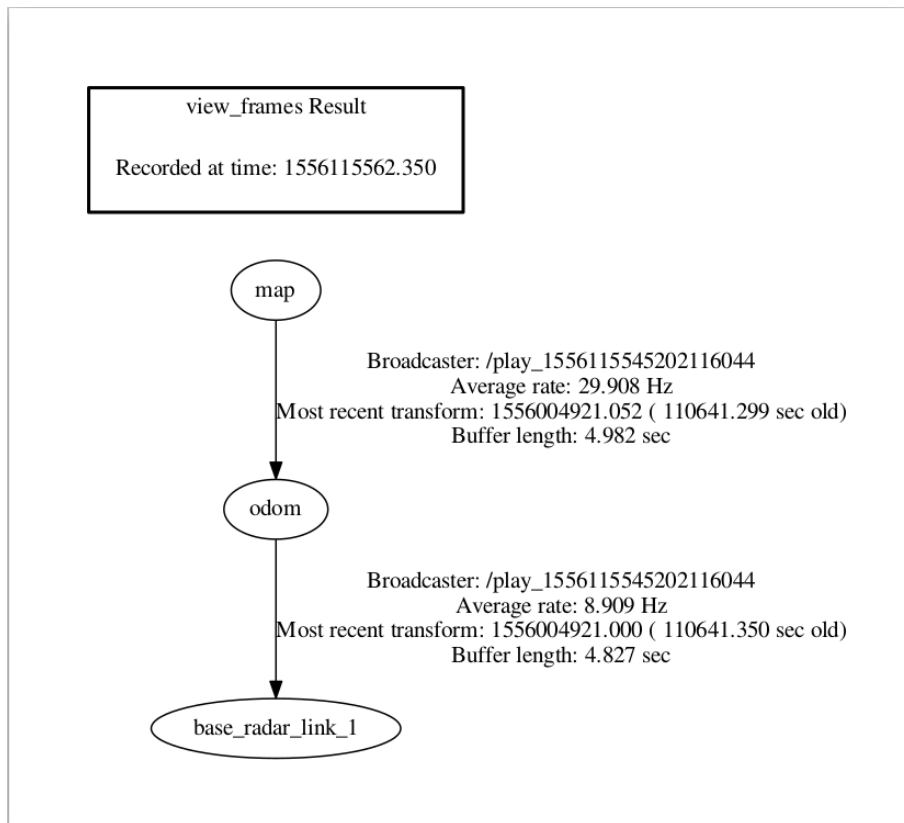 view_frames Result
Recorded at time: 1556115562.350
map
Broadcaster: /play_1556115545202116044
Average rate: 29.908 Hz
Most recent transform: 1556004921.052 ( 110641.299 sec old)
Buffer length: 4.982 sec
odom
Broadcaster: /play_1556115545202116044
Average rate: 8.909 Hz
Most recent transform: 1556004921.000 ( 110641.350 sec old)
Buffer length: 4.827 sec
base_radar_link_1